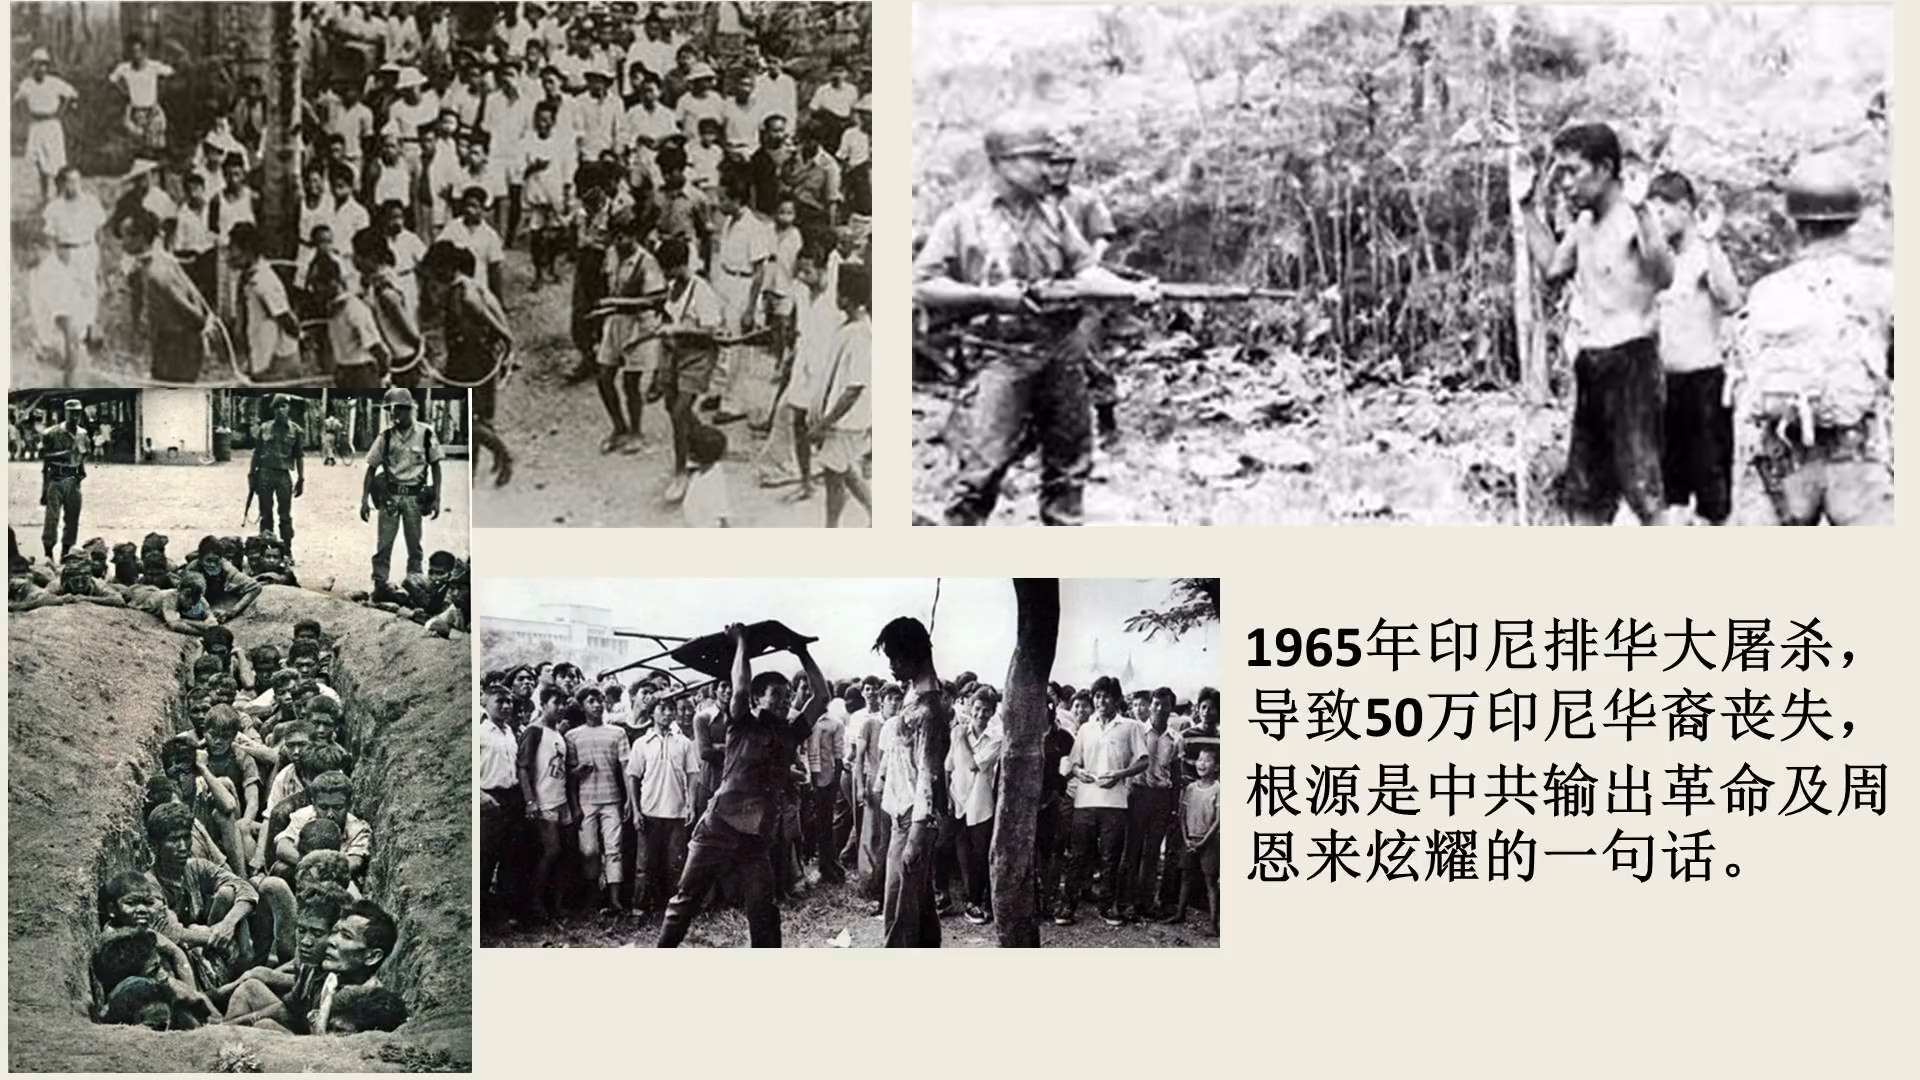 1965年印尼排华大屠杀，
导致50万印尼华裔丧失，
根源是中共输出革命及周
恩来炫耀的一句话。